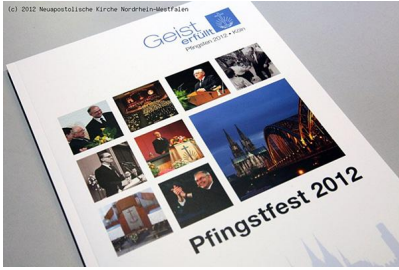 (c) 2012 Neuapostolische Kirche Nordrhein-Westfalen
Geist
erfüllt
Pfingsten 2012 • Köln
Pfingstfest 2012